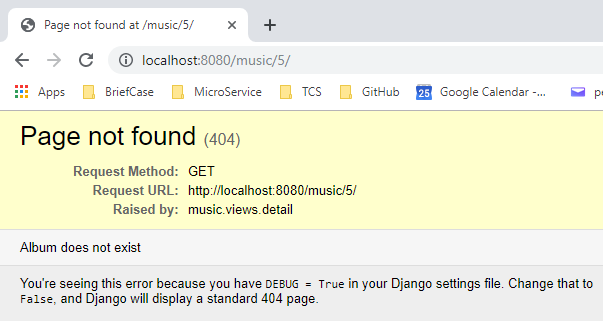 Page not found at /music/5/
localhost:8080/music/5/
Apps BriefCase MicroService TCS GitHub 25 Google Calendar -...
Page not found (404)
Request Method: GET
Request URL: http://localhost:8080/music/5/
Raised by: music.views.detail
Album does not exist
You're seeing this error because you have DEBUG = True in your Django settings file. Change that to
False, and Django will display a standard 404 page.